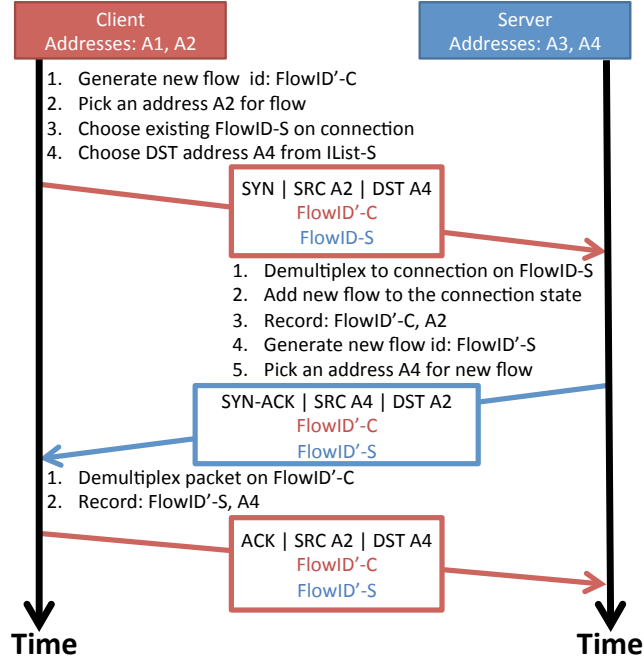 Client
Addresses: A1, A2
Server
Addresses: A3, A4
1. Generate new flow id: FlowID'-C
2. Pick an address A2 for flow
3. Choose existing FlowID-S on connection
4. Choose DST address A4 from IList-S
SYN | SRC A2 | DST A4
FlowID'-C
FlowID-S
1. Demultiplex to connection on FlowID-S
2. Add new flow to the connection state
3. Record: FlowID'-C, A2
4. Generate new flow id: FlowID'-S
5. Pick an address A4 for new flow
SYN-ACK | SRC A4 | DST A2
FlowID'-C
FlowID'-S
1. Demultiplex packet on FlowID'-C
2. Record: FlowID'-S, A4
ACK | SRC A2 | DST A4
FlowID'-C
FlowID'-S
Time
Time